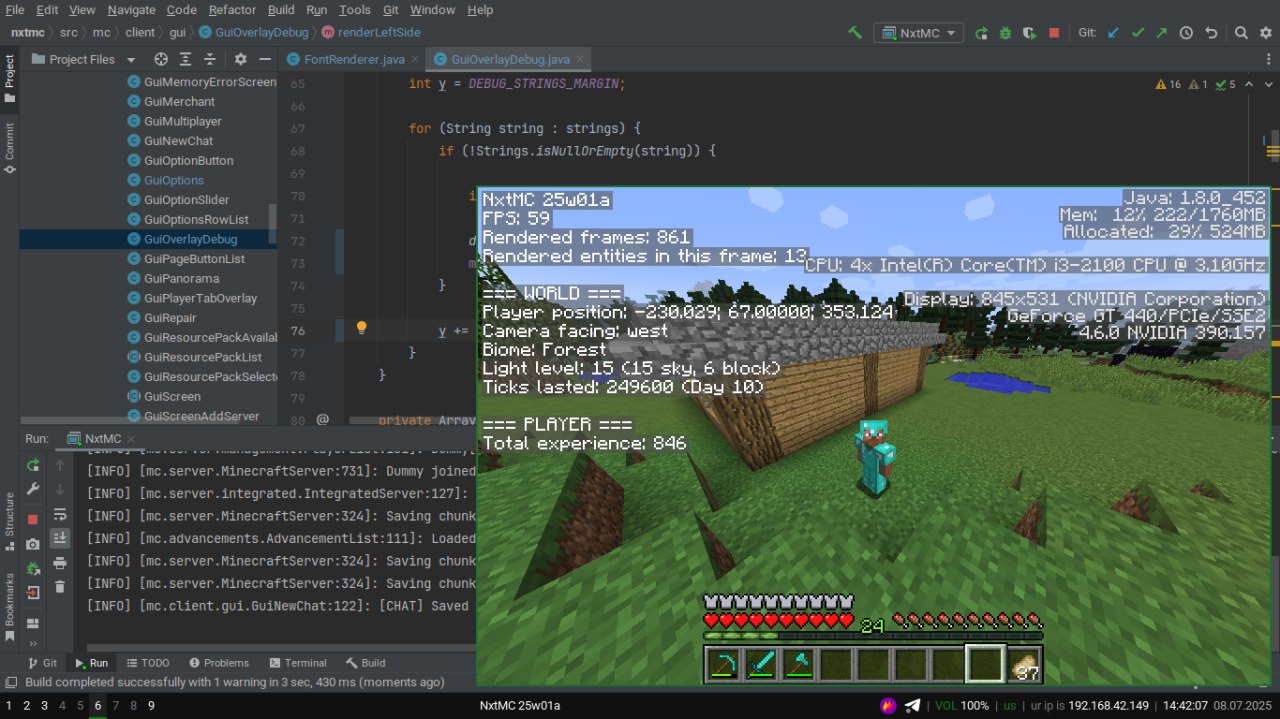 File Edit View Navigate Code Refactor Build Run Tools Git Window Help
nxtmc src mc client gui GuiOverlayDebug renderLeftSide
NxtMC Git:
Project Files
FontRenderer.java GuiOverlayDebug.java
Project
Commit
Structure
Bookmarks
GuiMemoryErrorScreen
GuiMerchant
GuiMultiplayer
GuiNewChat
GuiOptionButton
GuiOptions
GuiOptionSlider
GuiOptionsRowList
GuiOverlayDebug
GuiPageButtonList
GuiPanorama
GuiPlayerTabOverlay
GuiRepair
GuiResourcePackAvailab
GuiResourcePackList
GuiResourcePackSelect
GuiScreen
GuiScreenAddServer
65 int y = DEBUG_STRINGS_MARGIN;
66
67 for (String string : strings) {
68 if (!Strings.isNullOrEmpty(string)) {
69
70 i
71
72 d
73 m
74 }
75
76 y +=
77 }
78 }
80 @ private Array
16 1 5
NxtMC 25w01a
FPS: 59
Rendered frames: 861
Rendered entities in this frame: 13
=== WORLD ===
Player position: -230.029; 67.00000; 353.124
Camera facing: west
Biome: Forest
Light level: 15 (15 sky, 6 block)
Ticks lasted: 249600 (Day 10)
=== PLAYER ===
Total experience: 846
Java: 1.8.0_452
Mem: 12% 222/1760MB
Allocated: 29% 524MB
CPU: 4x Intel(R) Core(TM) i3-2100 CPU @ 3.10GHz
Display: 845x531 (NVIDIA Corporation)
GeForce GT 440/PCIe/SSE2
4.6.0 NVIDIA 390.157
24
37
Run: NxtMC
[INFO] [mc.server.MinecraftServer:731]: Dummy joined
[INFO] [mc.server.integrated.IntegratedServer:127]:
[INFO] [mc.server.MinecraftServer:324]: Saving chunk
[INFO] [mc.advancements.AdvancementList:111]: Loaded
[INFO] [mc.server.MinecraftServer:324]: Saving chunk
[INFO] [mc.server.MinecraftServer:324]: Saving chunk
[INFO] [mc.client.gui.GuiNewChat:122]: [CHAT] Saved
Git Run TODO Problems Terminal Build
Build completed successfully with 1 warning in 3 sec, 430 ms (moments ago)
1 2 3 4 5 6 7 8 9 NxtMC 25w01a VOL 100% | us | ur ip is 192.168.42.149 | 14:42:07 08.07.2025